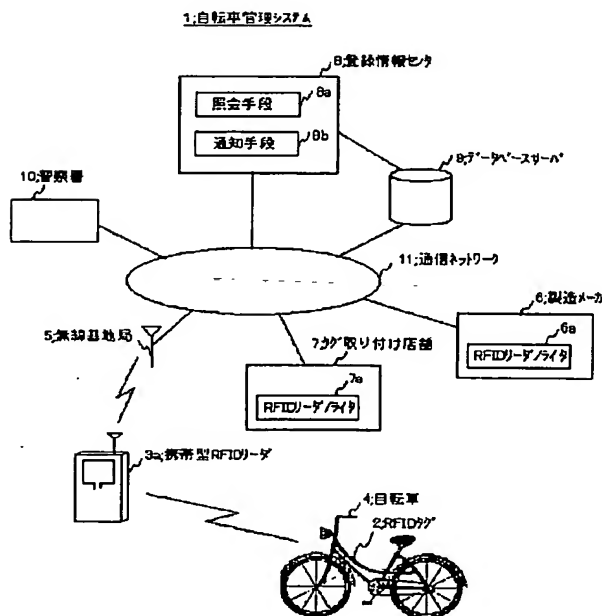 1;自転車管理システム
8;登録情報センタ
照会手段
8a
通知手段
8b
9;データベースサーバ
10;警察署
11;通信ネットワーク
5;無線基地局
6;製造メーカ
6a
RFIDリーダ/ライタ
7;タグ取り付け店舗
7a
RFIDリーダ/ライタ
3a;携帯型RFIDリーダ
4;自転車
2;RFIDタグ